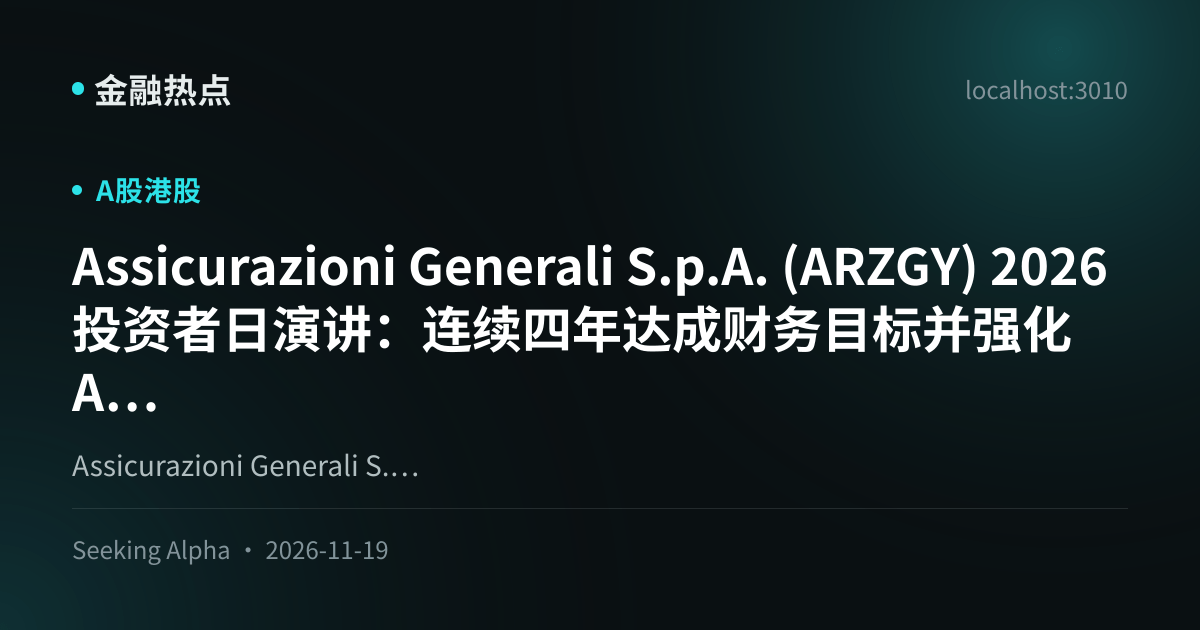 金融热点
localhost:3010
A股港股
Assicurazioni Generali S.p.A. (ARZGY) 2026
投资者日演讲：连续四年达成财务目标并强化
A…
Assicurazioni Generali S.…
Seeking Alpha · 2026-11-19